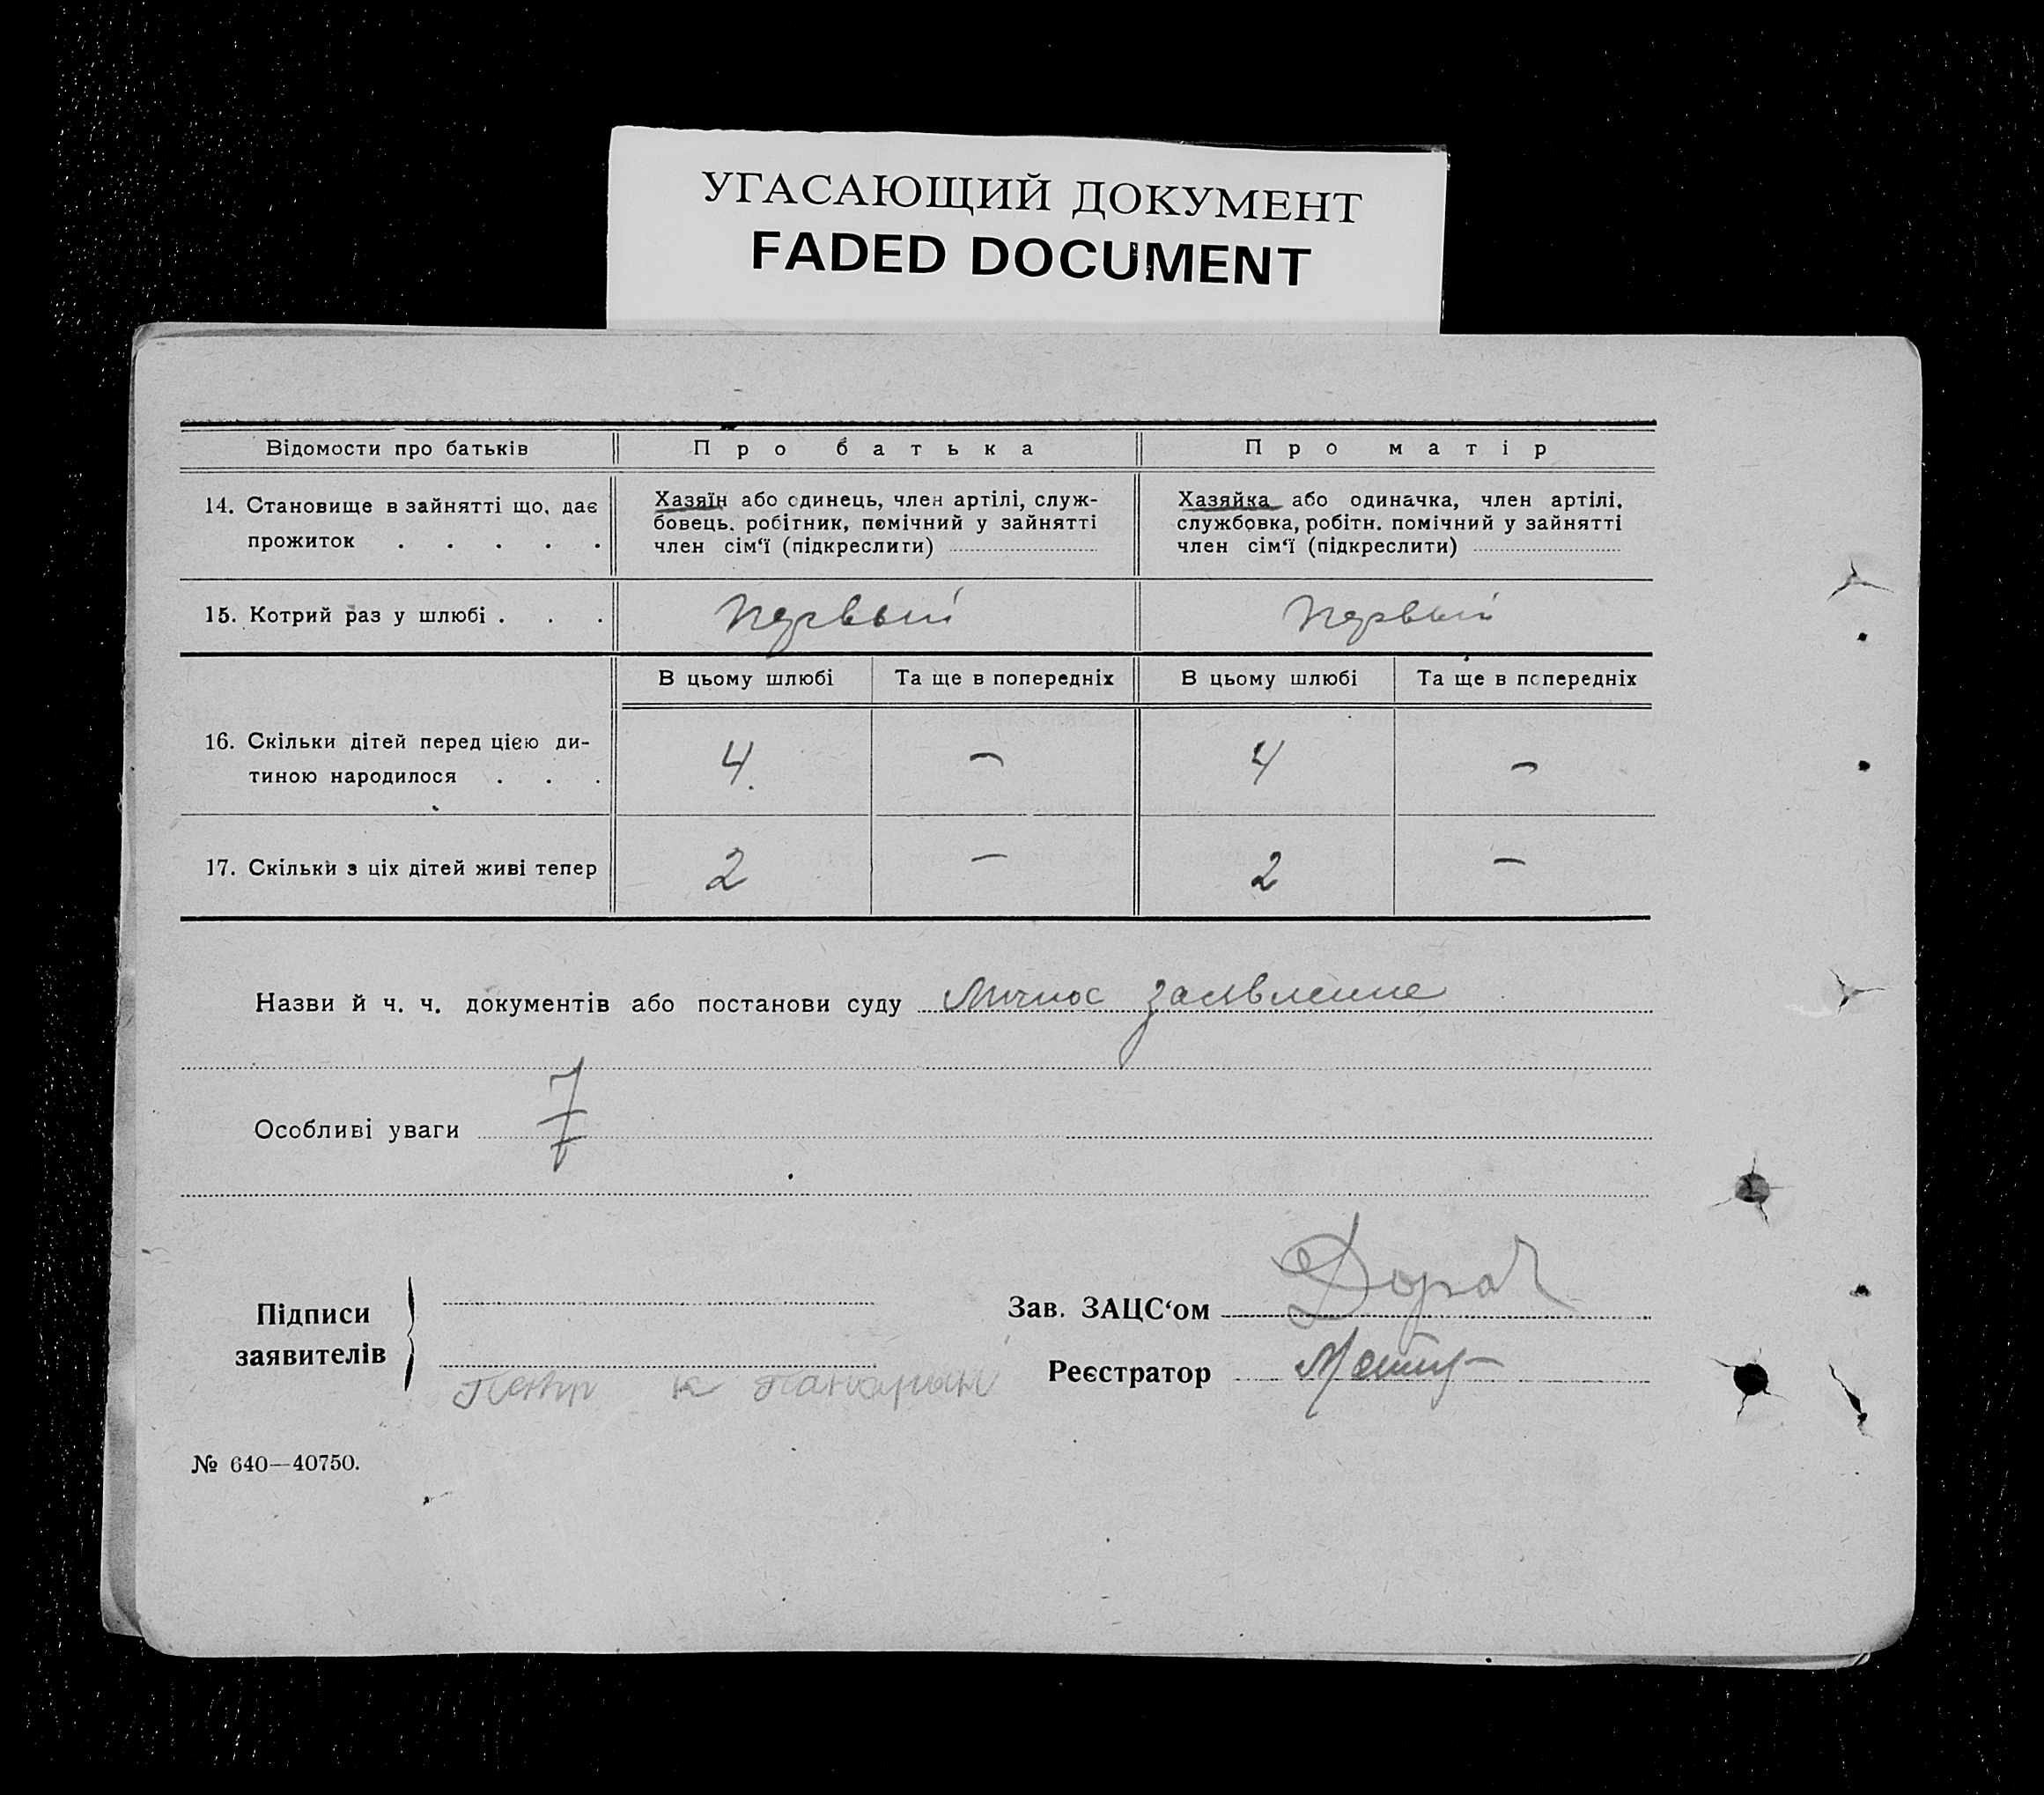 УГАСАЮЩИЙ ДОКУМЕНТ
FADED DOCUMENT
Відомости про батьків
Про батька
Про матір
14. Становище в зайнятті що, дає
прожиток . . . . .
Хазяїн або одинець, член артілі, служ-
бовець. робітник, помічний у зайнятті
член сім‘ї (підкреслити)
Хазяйка або одиначка, член артілі,
службовка, робітн. помічний у зайнятті
член сім‘ї (підкреслити)
15. Котрий раз у шлюбі . . .
первый
первый
В цьому шлюбі
Та ще в попередніх
В цьому шлюбі
Та ще в попередніх
16. Скільки дітей перед цією ди-
тиною народилося . . .
4
—
4
—
17. Скільки з ціх дітей живі тепер
2
—
2
—
Назви й ч. ч. документів або постанови суду заявление
Особливі уваги
Підписи
заявителів
Зав. ЗАЦС‘ом
Реєстратор
№ 640—40750.